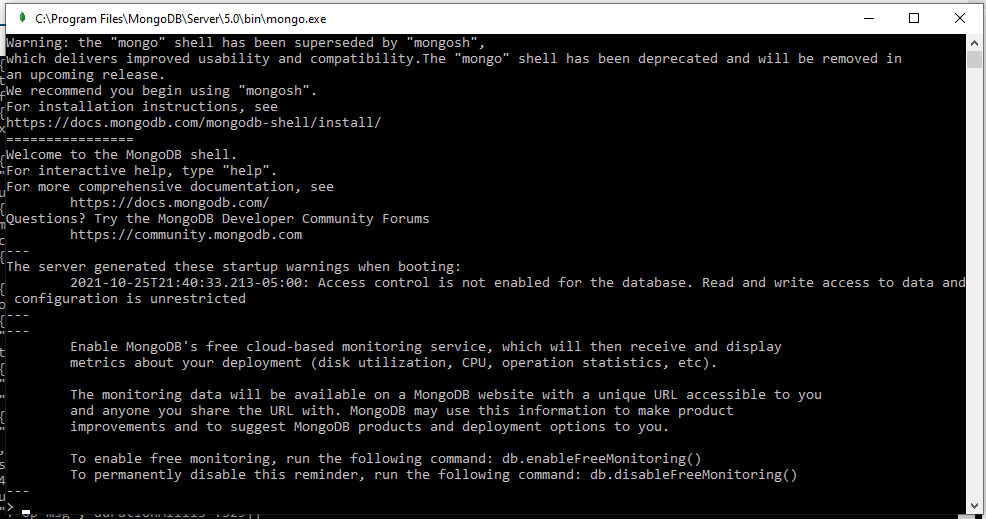 C:\Program Files\MongoDB\Server\5.0\bin\mongo.exe
Warning: the "mongo" shell has been superseded by "mongosh",
which delivers improved usability and compatibility.The "mongo" shell has been deprecated and will be removed in
an upcoming release.
We recommend you begin using "mongosh".
For installation instructions, see
https://docs.mongodb.com/mongodb-shell/install/
================
Welcome to the MongoDB shell.
For interactive help, type "help".
For more comprehensive documentation, see
https://docs.mongodb.com/
Questions? Try the MongoDB Developer Community Forums
https://community.mongodb.com
---
The server generated these startup warnings when booting:
2021-10-25T21:40:33.213-05:00: Access control is not enabled for the database. Read and write access to data and
configuration is unrestricted
---
---
Enable MongoDB's free cloud-based monitoring service, which will then receive and display
metrics about your deployment (disk utilization, CPU, operation statistics, etc).
The monitoring data will be available on a MongoDB website with a unique URL accessible to you
and anyone you share the URL with. MongoDB may use this information to make product
improvements and to suggest MongoDB products and deployment options to you.
To enable free monitoring, run the following command: db.enableFreeMonitoring()
To permanently disable this reminder, run the following command: db.disableFreeMonitoring()
---
>